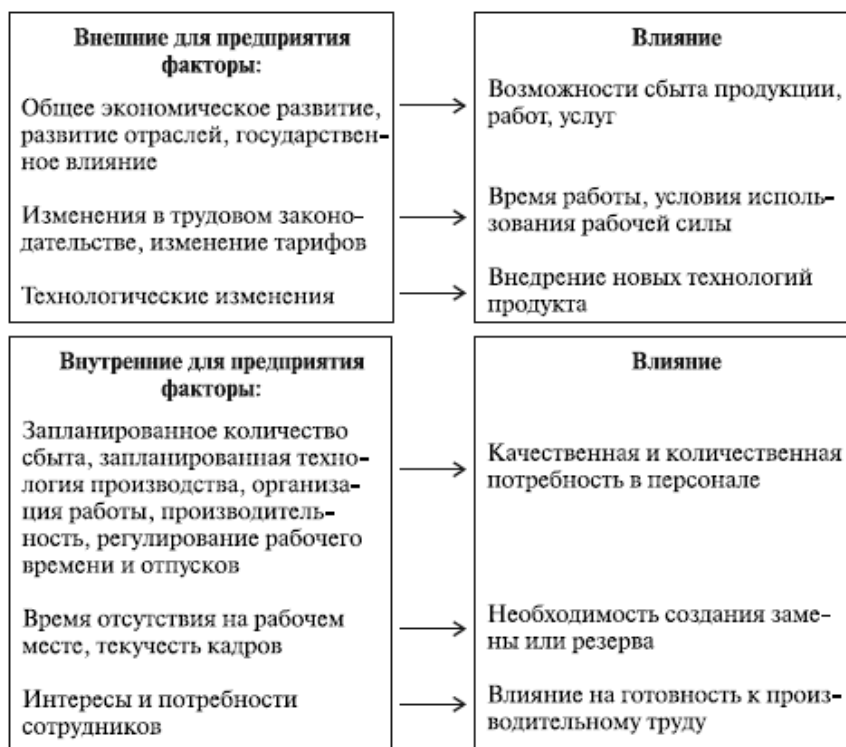 Внешние для предприятия
факторы:
Общее экономическое развитие,
развитие отраслей, государствен-
ное влияние
Изменения в трудовом законо-
дательстве, изменение тарифов
Технологические изменения
Влияние
Возможности сбыта продукции,
работ, услуг
Время работы, условия исполь-
зования рабочей силы
Внедрение новых технологий
продукта
Внутренние для предприятия
факторы:
Запланированное количество
сбыта, запланированная техно-
логия производства, организа-
ция работы, производитель-
ность, регулирование рабочего
времени и отпусков
Время отсутствия на рабочем
месте, текучесть кадров
Интересы и потребности
сотрудников
Влияние
Качественная и количественная
потребность в персонале
Необходимость создания заме-
ны или резерва
Влияние на готовность к произ-
водительному труду